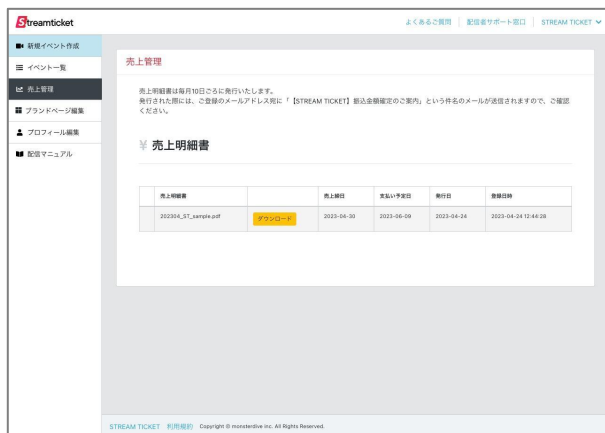 Streamticket
よくあるご質問 配信者サポート窓口 STREAM TICKET
新規イベント作成
イベント一覧
売上管理
ブランドページ編集
プロフィール編集
配信マニュアル
売上管理
売上明細書は毎月10日ごろに発行いたします。
発行された際には、ご登録のメールアドレス宛に「【STREAM TICKET】振込金額確定のご案内」という件名のメールが送信されますので、ご確認
ください。
¥ 売上明細書
売上明細書 売上締日 支払い予定日 発行日 登録日時
202304_ST_sample.pdf ダウンロード 2023-04-30 2023-06-09 2023-04-24 2023-04-24 12:44:28
STREAM TICKET 利用規約 Copyright © monsterdive inc. All Rights Reserved.